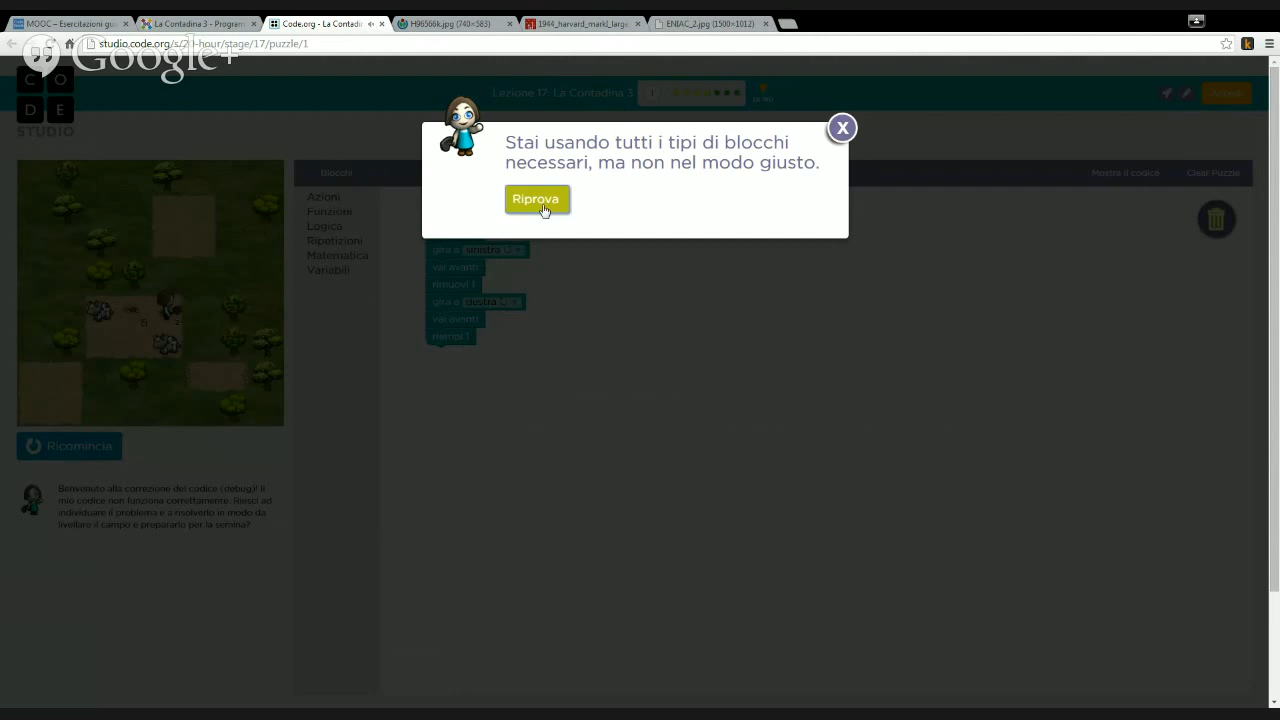 MOOC – Esercitazioni gui
La Contadina 3 - Program
Code.org - La Contadin
H96566k.jpg (740×583)
1944_harvard_markI_large
ENIAC_2.jpg (1500×1012)
studio.code.org/s/20-hour/stage/17/puzzle/1
Google+
C O
D E
STUDIO
Lezione 17: La Contadina 3
1
Accedi
Stai usando tutti i tipi di blocchi
necessari, ma non nel modo giusto.
Riprova
X
Blocchi
Mostra il codice
Clear Puzzle
Azioni
Funzioni
Logica
Ripetizioni
Matematica
Variabili
gira a sinistra
vai avanti
rimuovi 1
gira a destra
vai avanti
riempi 1
Ricomincia
Benvenuto alla correzione del codice (debug)! Il
mio codice non funziona correttamente. Riesci ad
individuare il problema e a risolverlo in modo da
livellare il campo e prepararlo per la semina?